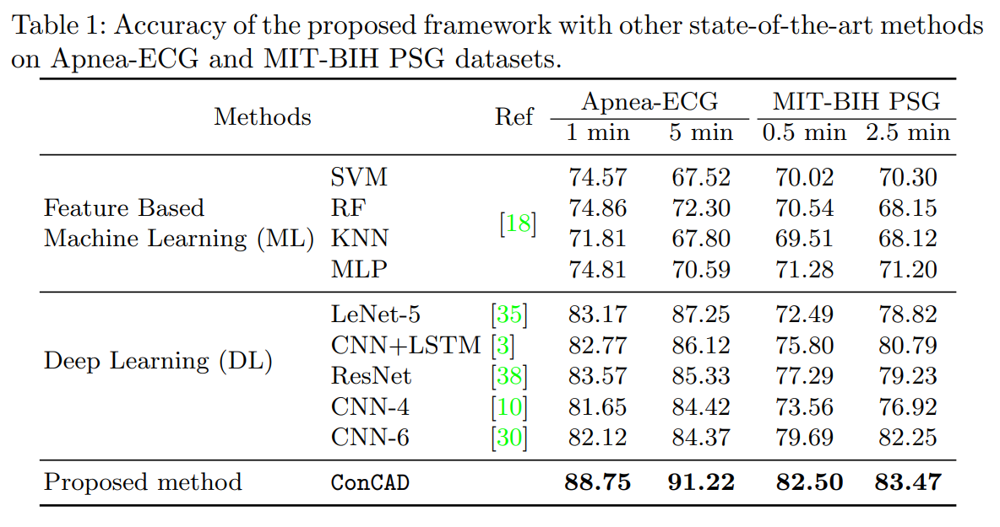 Table 1: Accuracy of the proposed framework with other state-of-the-art methods
on Apnea-ECG and MIT-BIH PSG datasets.
Methods Ref Apnea-ECG MIT-BIH PSG
1 min 5 min 0.5 min 2.5 min
Feature Based
Machine Learning (ML)
SVM 74.57 67.52 70.02 70.30
RF 74.86 72.30 70.54 68.15
[18]
KNN 71.81 67.80 69.51 68.12
MLP 74.81 70.59 71.28 71.20
Deep Learning (DL)
LeNet-5 [35] 83.17 87.25 72.49 78.82
CNN+LSTM [3] 82.77 86.12 75.80 80.79
ResNet [38] 83.57 85.33 77.29 79.23
CNN-4 [10] 81.65 84.42 73.56 76.92
CNN-6 [30] 82.12 84.37 79.69 82.25
Proposed method ConCAD 88.75 91.22 82.50 83.47